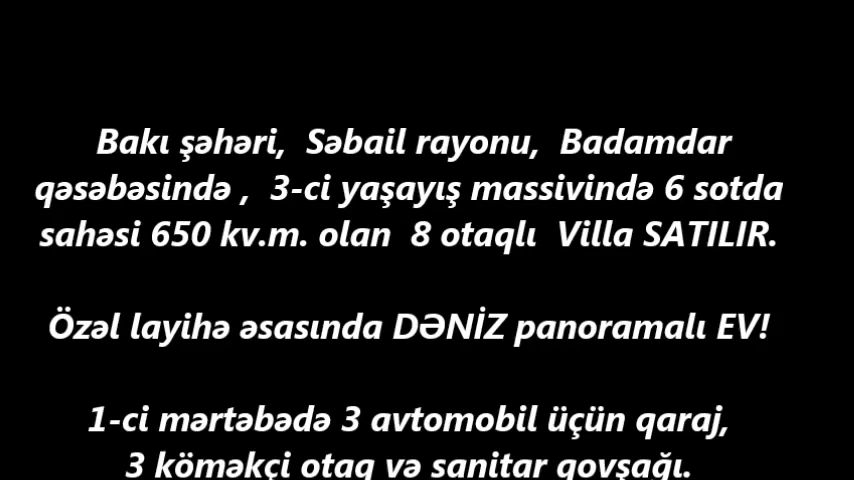 Bakı şəhəri, Səbail rayonu, Badamdar
qəsəbəsində , 3-ci yaşayış massivində 6 sotda
sahəsi 650 kv.m. olan 8 otaqlı Villa SATILIR.
Özəl layihə əsasında DƏNİZ panoramalı EV!
1-ci mərtəbədə 3 avtomobil üçün qaraj,
3 köməkçi otaq və sanitar qovşağı.